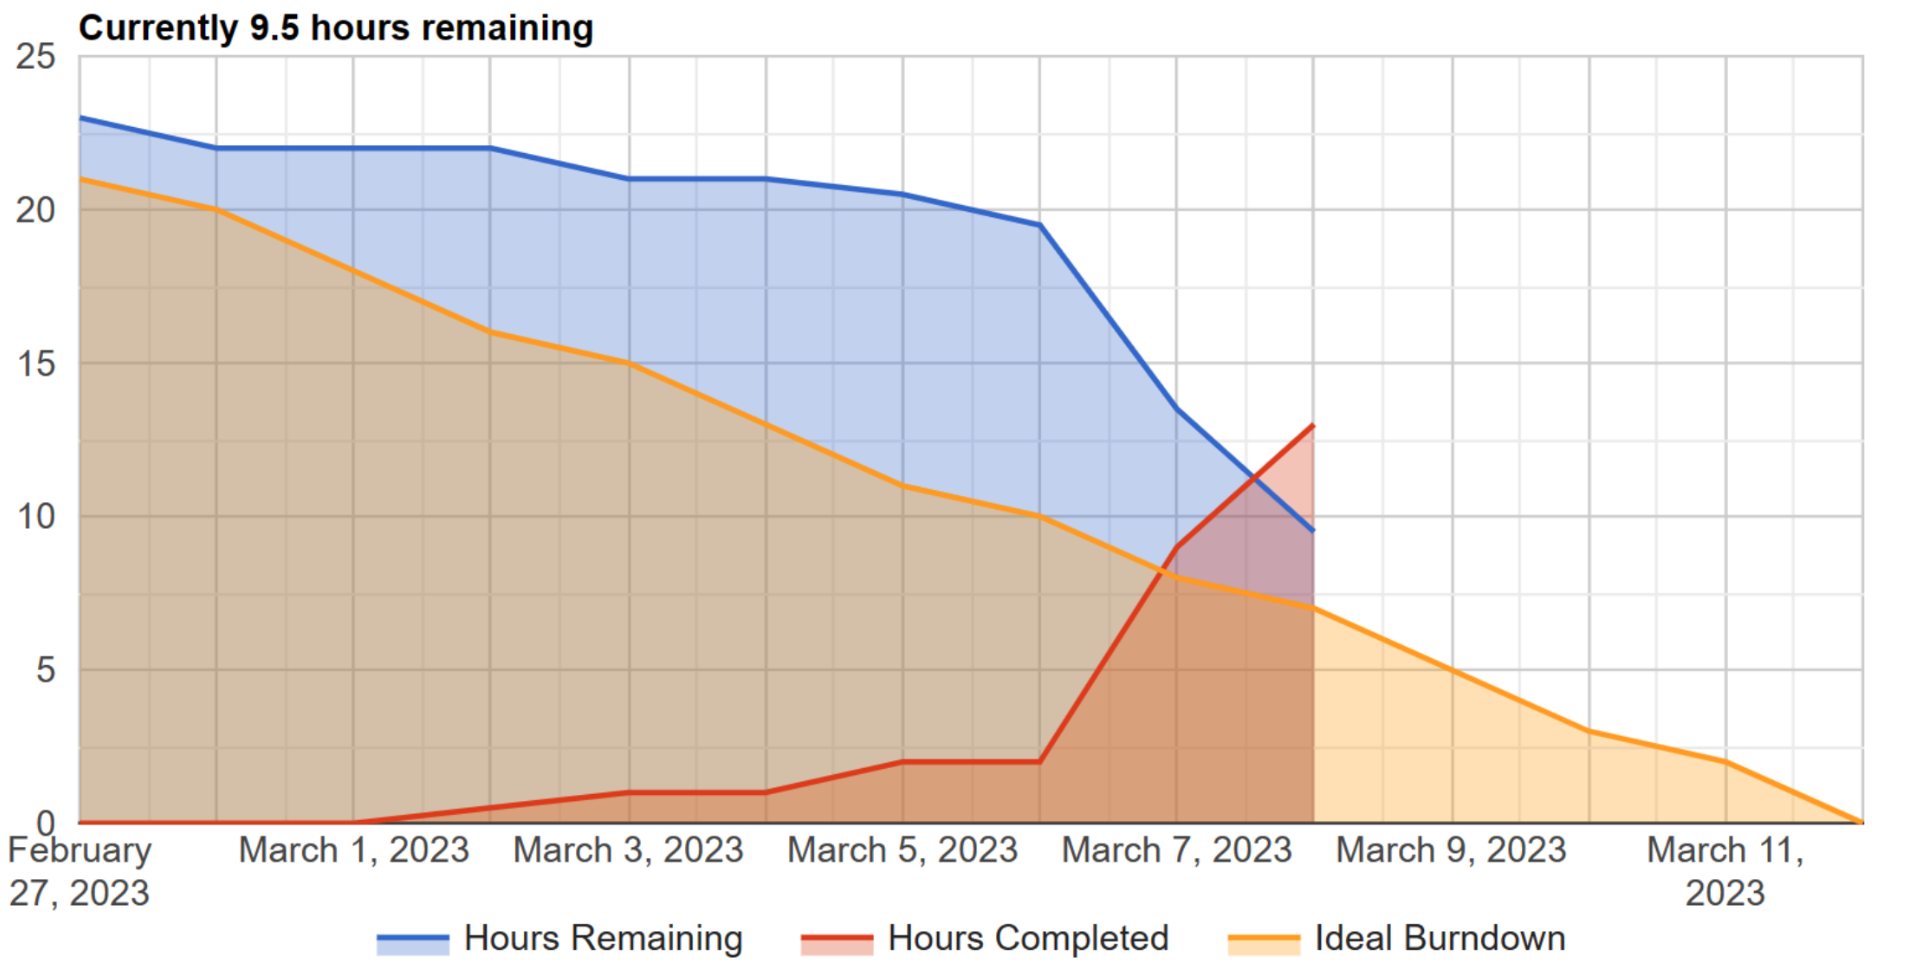 Currently 9.5 hours remaining
25
20
15
10
5
0
February
27, 2023
March 1, 2023
March 3, 2023
March 5, 2023
March 7, 2023
March 9, 2023
March 11,
2023
Hours Remaining
Hours Completed
Ideal Burndown